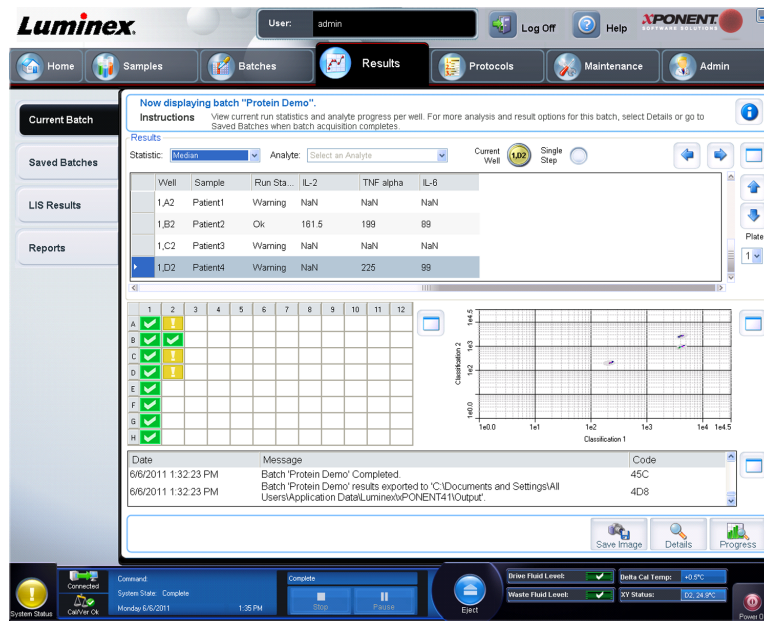 Luminex.
User: admin
Log Off
Help
XPONENT.
SOFTWARE SOLUTIONS
Home
Samples
Batches
Results
Protocols
Maintenance
Admin
Current Batch
Saved Batches
LIS Results
Reports
Now displaying batch "Protein Demo".
Instructions View current run statistics and analyte progress per well. For more analysis and result options for this batch, select Details or go to
Saved Batches when batch acquisition completes.
Results
Statistic: Median Analyte: Select an Analyte
Current Well 1,D2
Single Step
Well Sample Run Sta... IL-2 TNF alpha IL-6
1,A2 Patient1 Warning NaN NaN NaN
1,B2 Patient2 Ok 161.5 199 89
1,C2 Patient3 Warning NaN NaN NaN
1,D2 Patient4 Warning NaN 225 99
Plate
1
1 2 3 4 5 6 7 8 9 10 11 12
A
B
C
D
E
F
G
H
Classification 2
1e4.5
1e3
1e2
1e0.0
1e0.0 1e1 1e2 1e3 1e4 1e4.5
Classification 1
Date Message Code
6/6/2011 1:32:23 PM Batch 'Protein Demo' Completed. 45C
6/6/2011 1:32:23 PM Batch 'Protein Demo' results exported to 'C:\Documents and Settings\All 4D8
Users\Application Data\Luminex\xPONENT41\Output'.
Save Image
Details
Progress
System Status
Connected
Cal/Ver Ok
Command:
System State: Complete
Monday 6/6/2011 1:35 PM
Complete
Stop
Pause
Eject
Drive Fluid Level:
Waste Fluid Level:
Delta Cal Temp: +0.5°C
XY Status: D2, 24.9°C
Power O